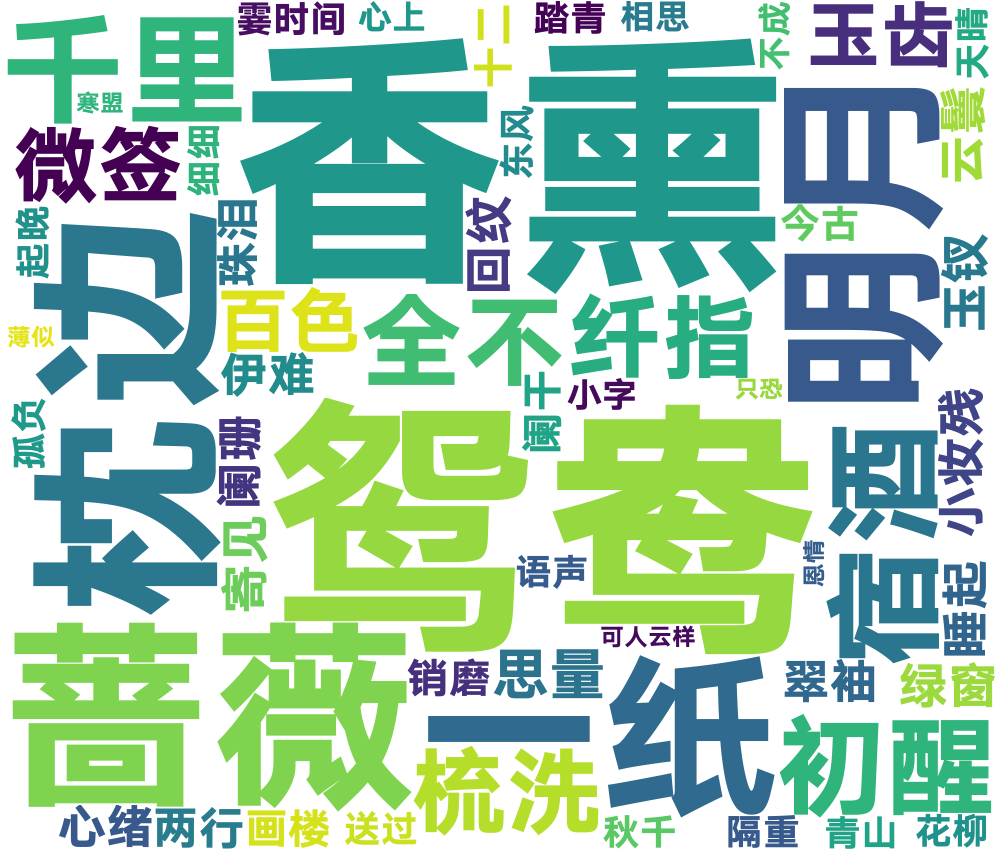 霎时间
心上
十二
踏青
相思
不成
玉齿
天晴
千里
寒盟
香熏
明月
云鬟
微签
细细
东风
起晚
枕边
珠泪
回纹
今古
玉钗
薄似
百色
全不
纤指
伊难
阑干
小字
只恐
孤负
阑珊
鸳鸯
宿酒
小妆残
寄见
语声
恩情
睡起
可人云样
蔷薇
销磨
思量
一纸
翠袖
绿窗
梳洗
初醒
心绪
两行
画楼
送过
秋千
隔重
青山
花柳